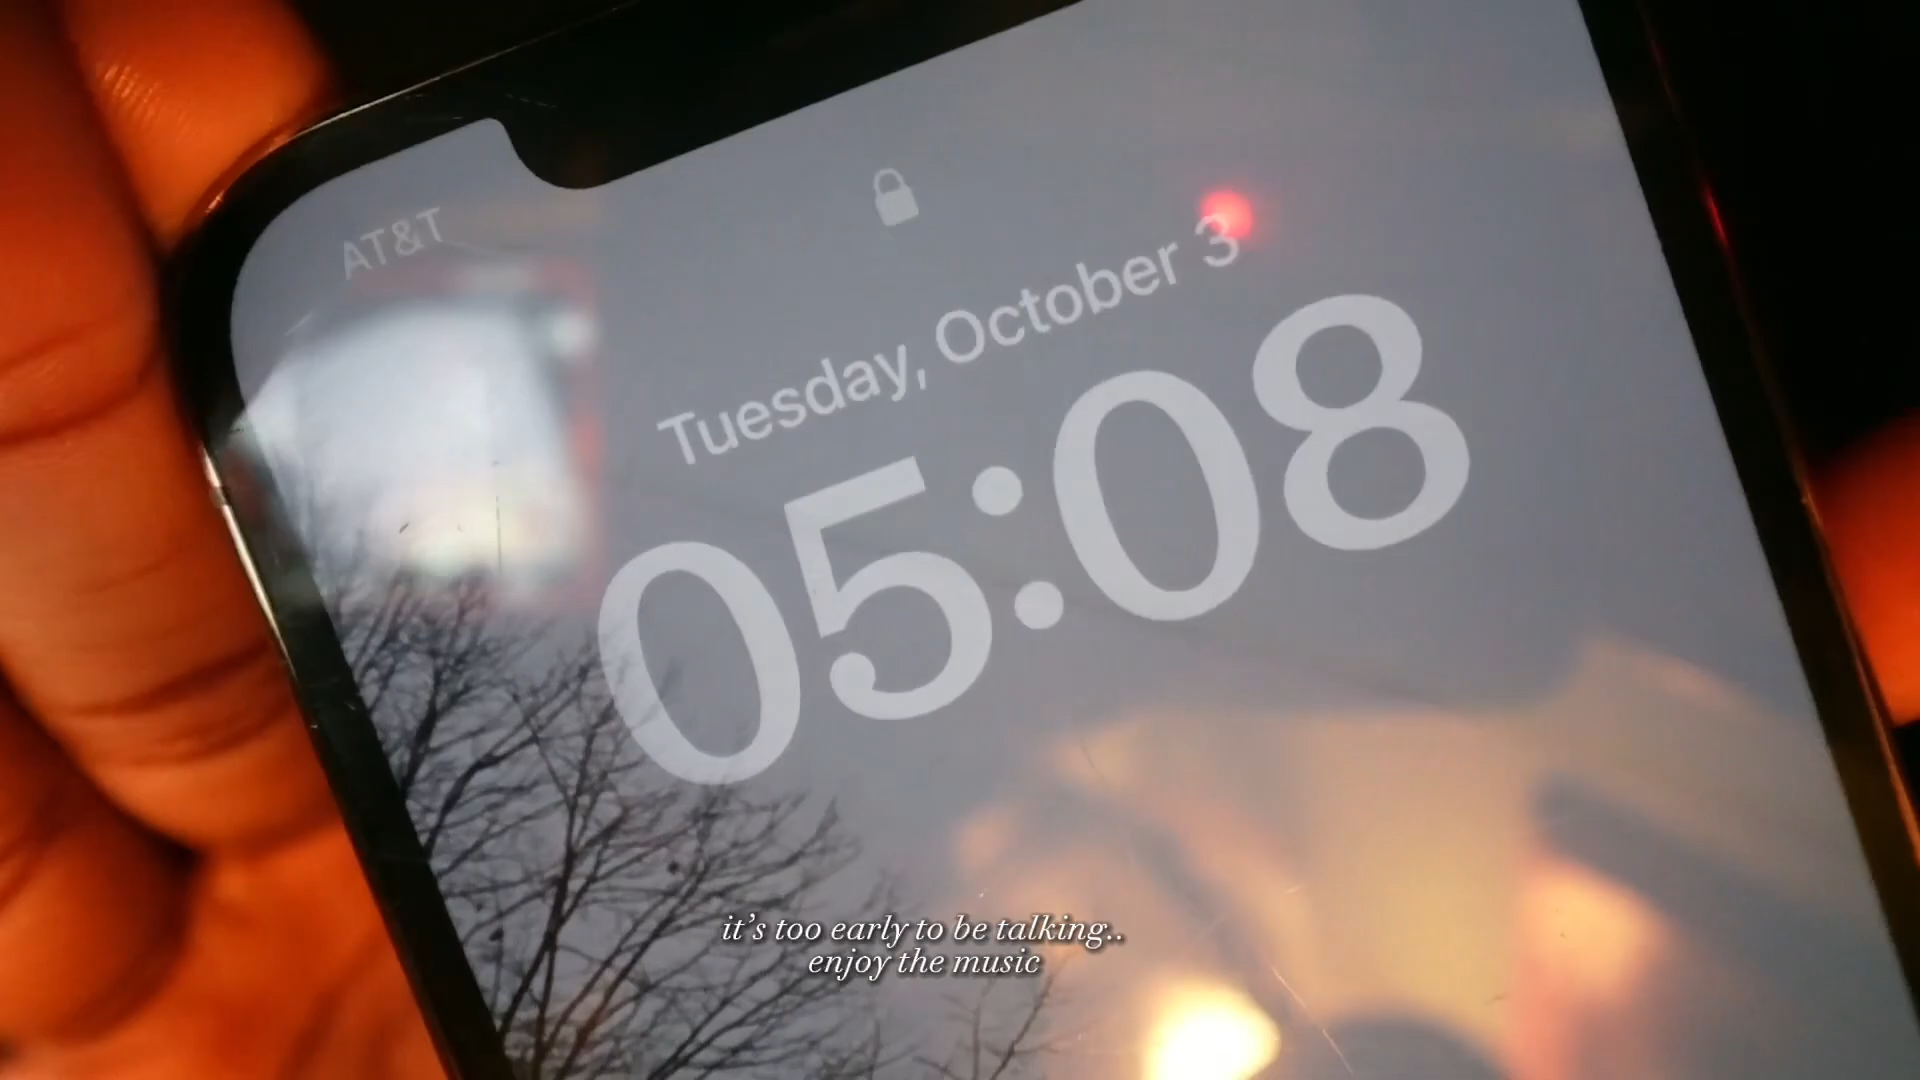 AT&T
Tuesday, October 3
05:08
it's too early to be talking..
enjoy the music